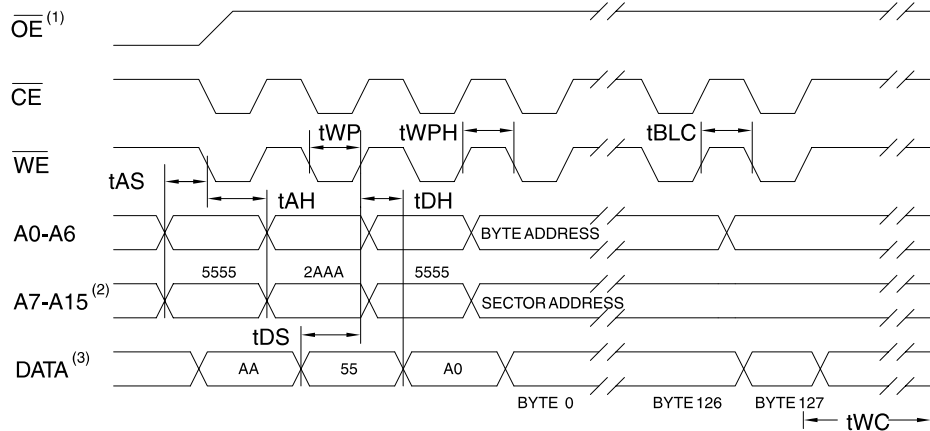 OE (1)
CE
tWP tWPH tBLC
WE
tAS
tAH tDH
A0-A6 BYTE ADDRESS
5555 2AAA 5555
A7-A15 (2) SECTOR ADDRESS
tDS
DATA (3) AA 55 A0
BYTE 0 BYTE 126 BYTE 127
tWC